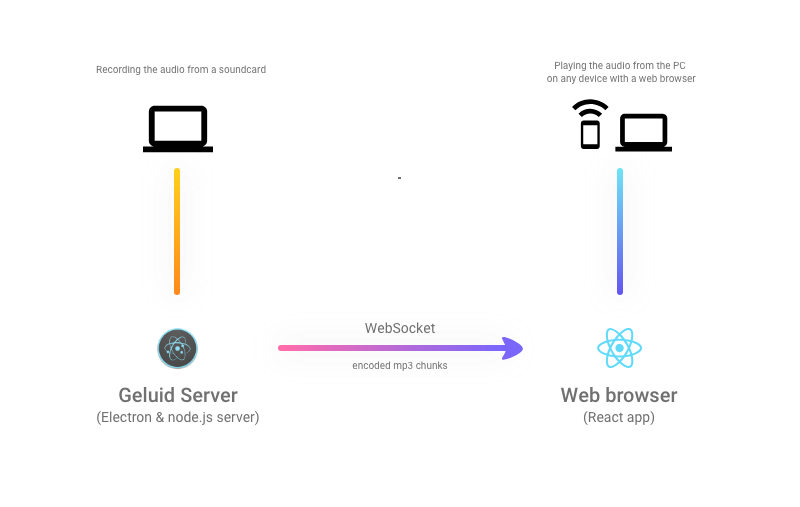 Recording the audio from a soundcard
Playing the audio from the PC
on any device with a web browser
-
WebSocket
encoded mp3 chunks
Geluid Server
(Electron & node.js server)
Web browser
(React app)